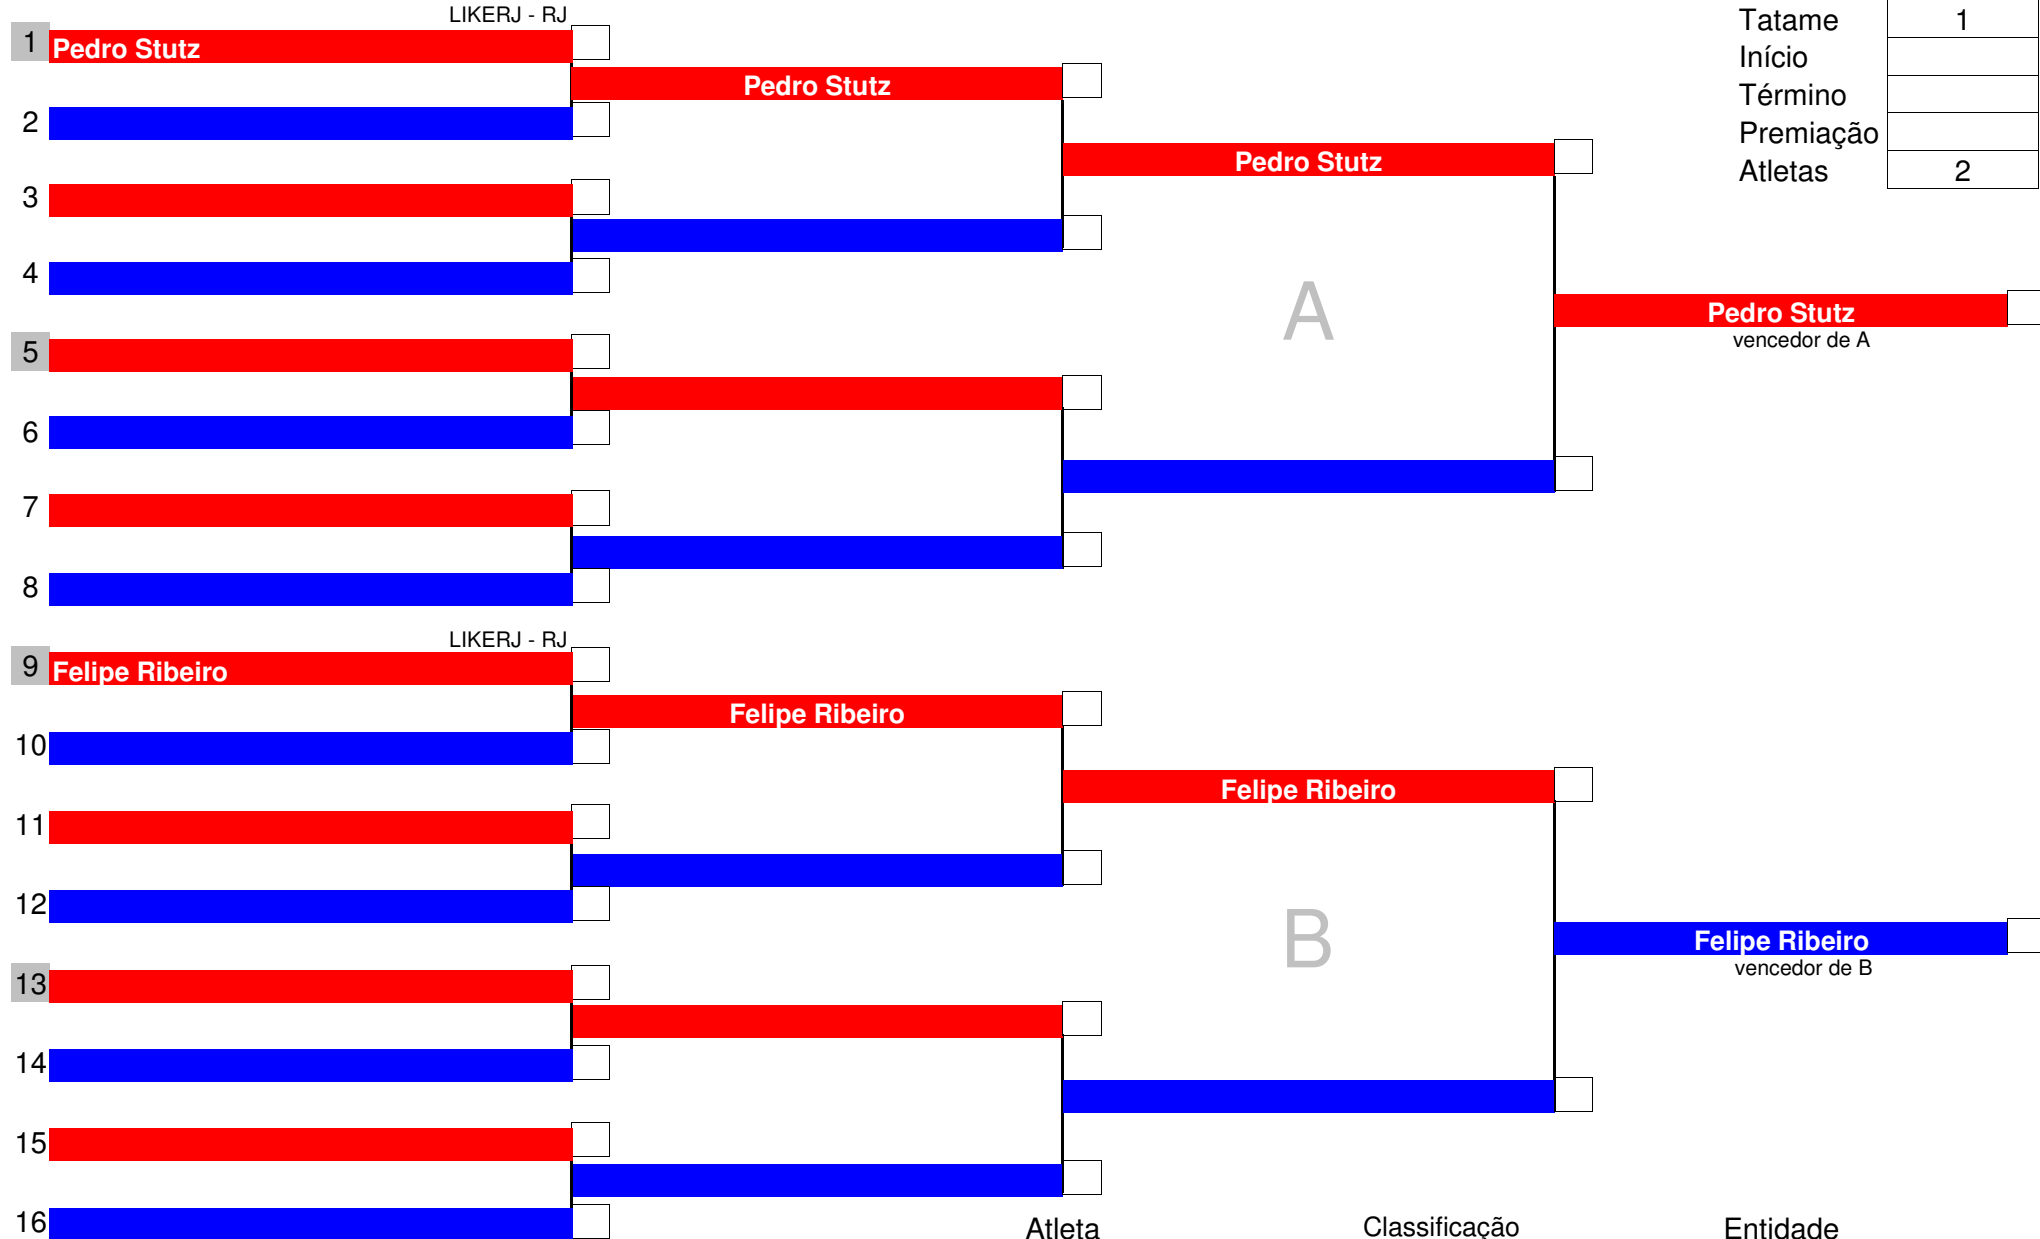 LIKERJ - RJ
Tatame 1
1 Pedro Stutz
Início
Pedro Stutz
Término
2
Premiação
Pedro Stutz
Atletas 2
3
4
A
Pedro Stutz
vencedor de A
5
6
7
8
LIKERJ - RJ
9 Felipe Ribeiro
Felipe Ribeiro
10
Felipe Ribeiro
11
12
B
Felipe Ribeiro
vencedor de B
13
14
15
16
Atleta Classificação Entidade